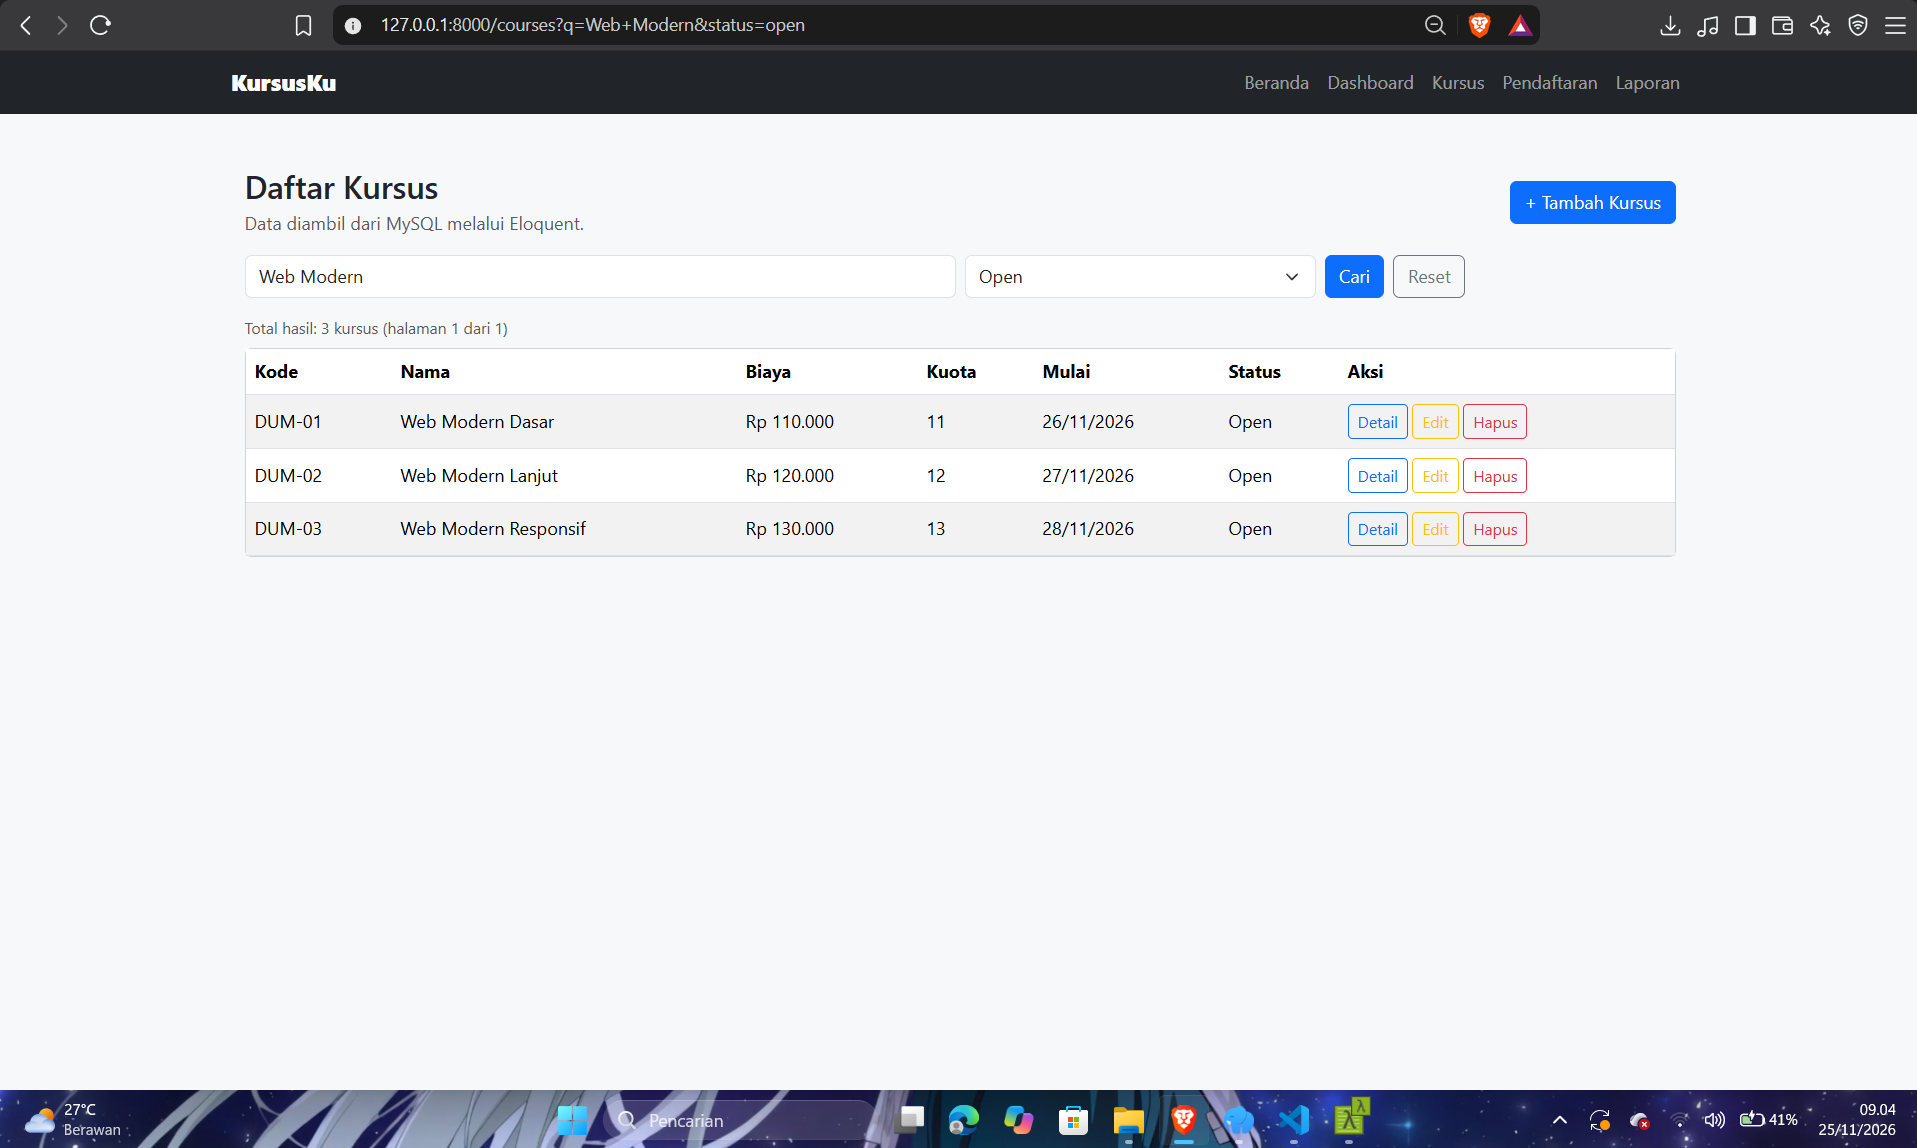 127.0.0.1:8000/courses?q=Web+Modern&status=open
KursusKu Beranda Dashboard Kursus Pendaftaran Laporan
Daftar Kursus
+ Tambah Kursus
Data diambil dari MySQL melalui Eloquent.
Web Modern Open Cari Reset
Total hasil: 3 kursus (halaman 1 dari 1)
Kode Nama Biaya Kuota Mulai Status Aksi
DUM-01 Web Modern Dasar Rp 110.000 11 26/11/2026 Open Detail Edit Hapus
DUM-02 Web Modern Lanjut Rp 120.000 12 27/11/2026 Open Detail Edit Hapus
DUM-03 Web Modern Responsif Rp 130.000 13 28/11/2026 Open Detail Edit Hapus
27°C
Berawan
Pencarian
41%
09.04
25/11/2026